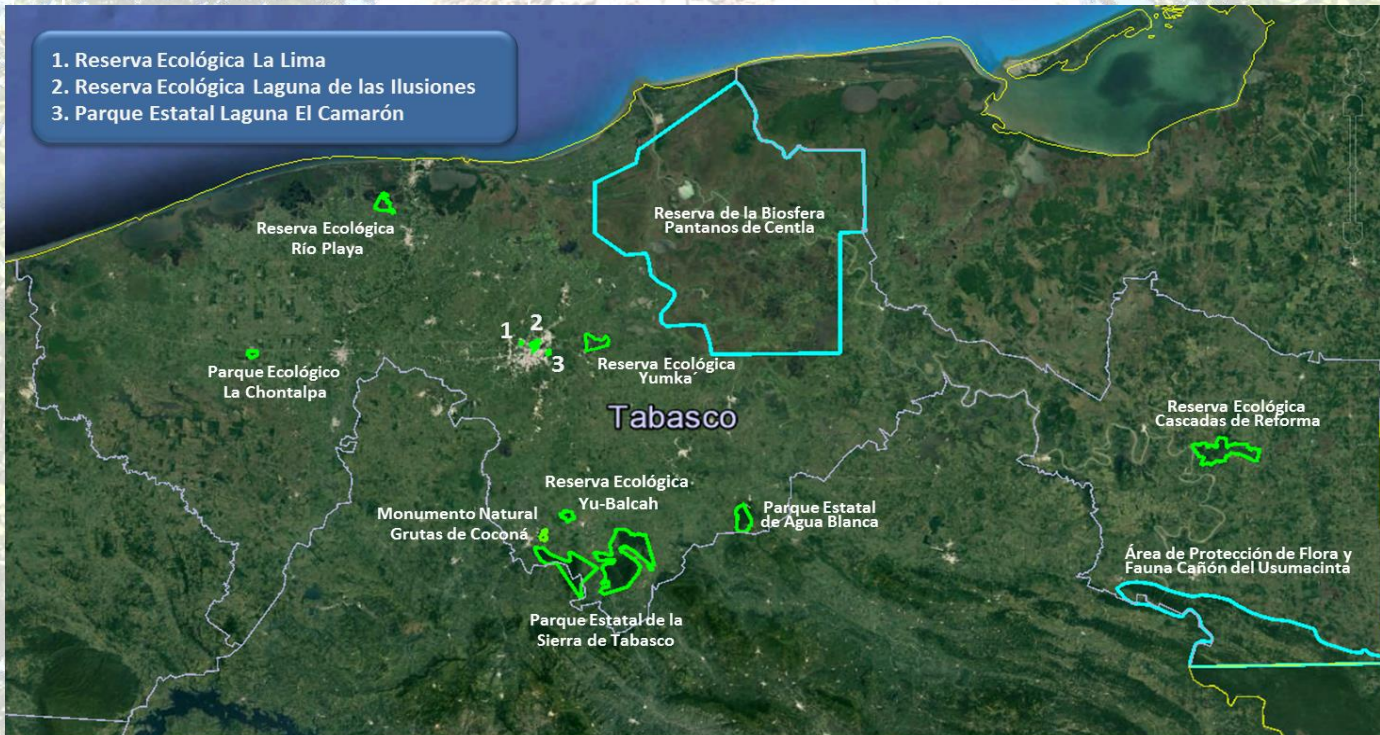 1. Reserva Ecológica La Lima
2. Reserva Ecológica Laguna de las Ilusiones
3. Parque Estatal Laguna El Camarón
Reserva Ecológica
Río Playa
Reserva de la Biosfera
Pantanos de Centla
1
2
3
Reserva Ecológica
Yumká
Parque Ecológico
La Chontalpa
Tabasco
Reserva Ecológica
Cascadas de Reforma
Reserva Ecológica
Yu-Balcah
Monumento Natural
Grutas de Coconá
Parque Estatal
de Agua Blanca
Área de Protección de Flora y
Fauna Cañón del Usumacinta
Parque Estatal de la
Sierra de Tabasco